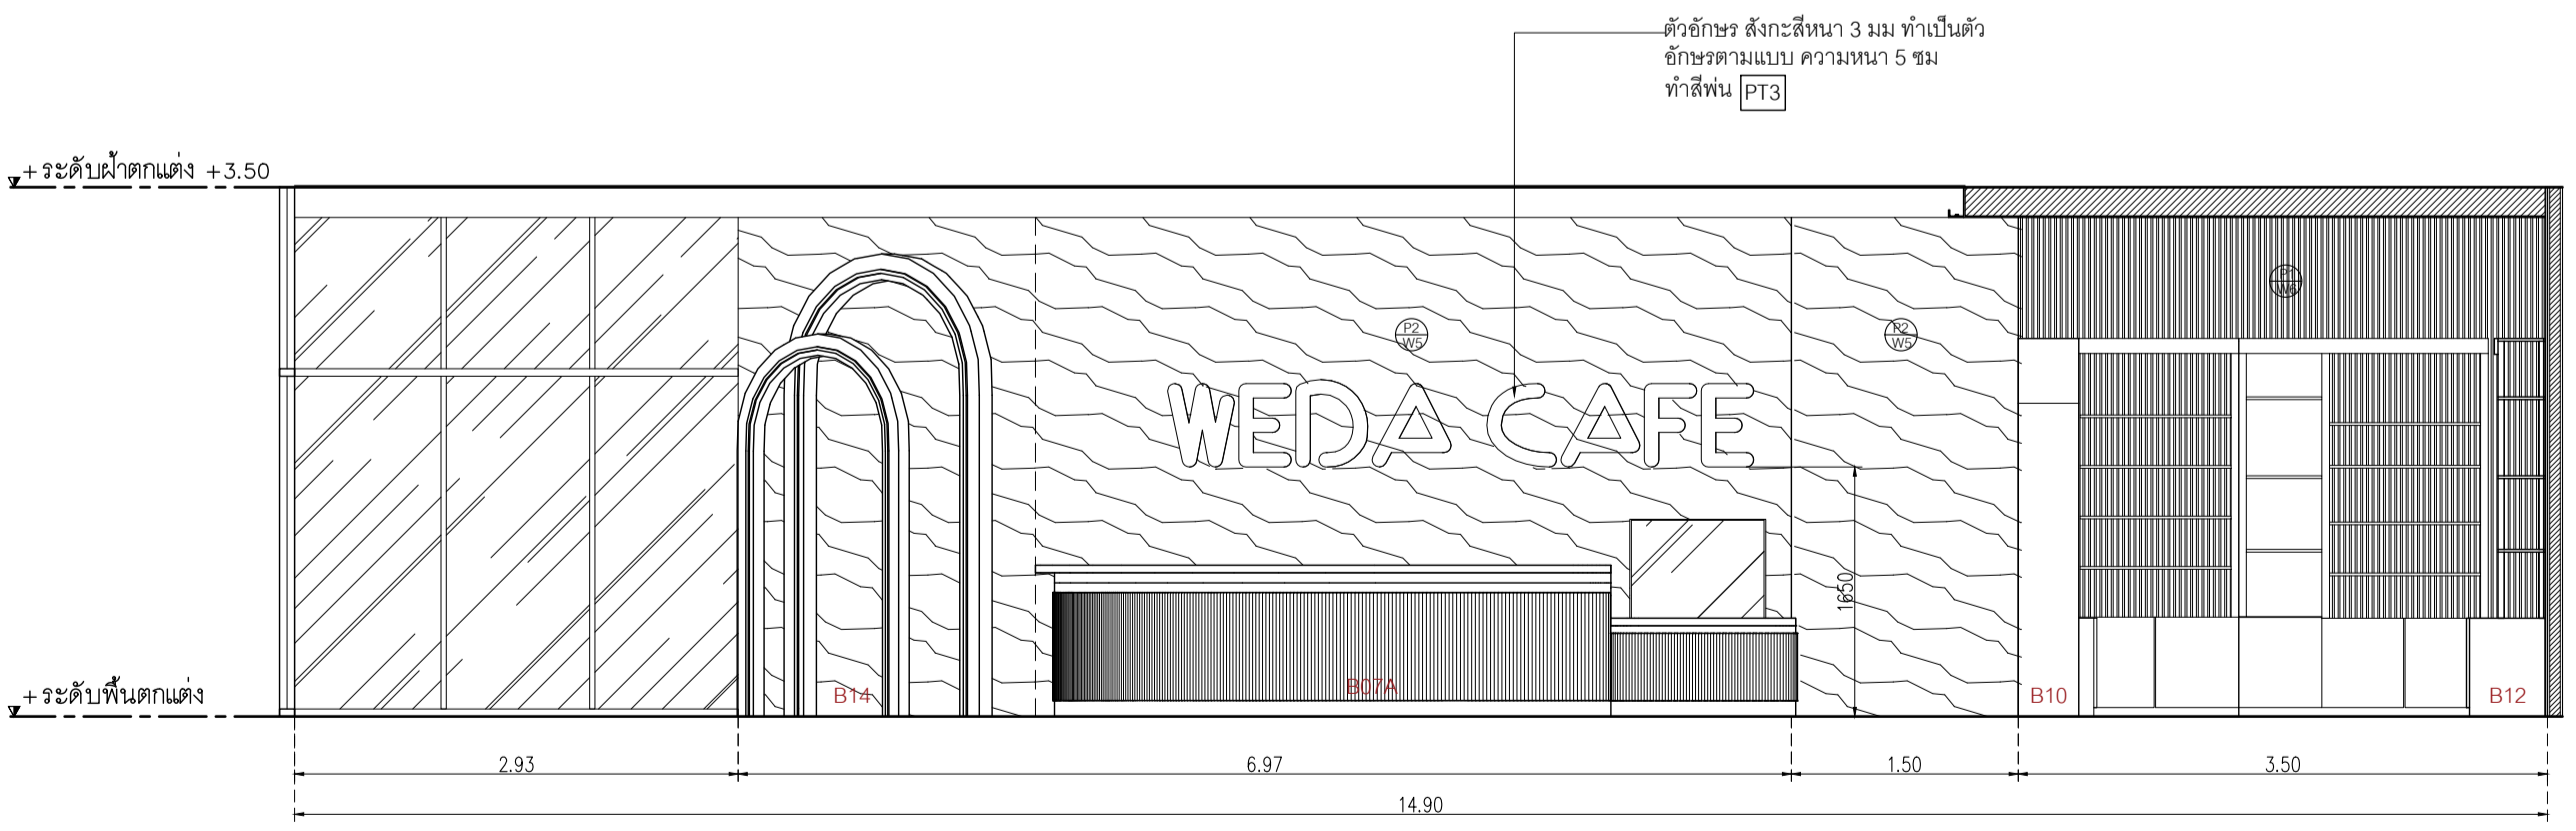 ตัวอักษร สังกะสีหนา 3 มม ทำเป็นตัว
อักษรตามแบบ ความหนา 5 ซม
ทำสีพ่น PT3
+ระดับฝ้าตกแต่ง +3.50
P1
W6
P2
W5
P2
W5
WEDA CAFE
1650
+ระดับพื้นตกแต่ง
B14
B07A
B10
B12
2.93
6.97
1.50
3.50
14.90